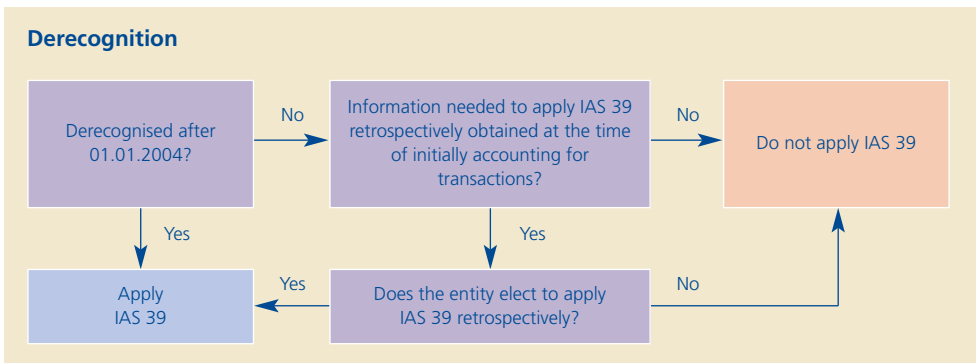 Derecognition
Derecognised after
01.01.2004?
No
Information needed to apply IAS 39
retrospectively obtained at the time
of initially accounting for
transactions?
No
Do not apply IAS 39
Yes
Yes
Apply
IAS 39
Yes
Does the entity elect to apply
IAS 39 retrospectively?
No